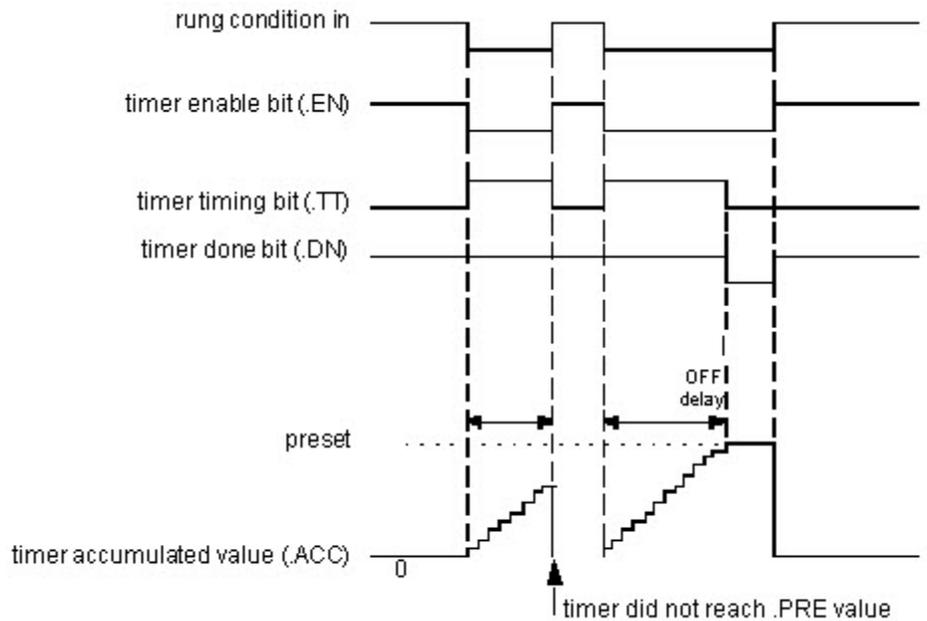 rung condition in
timer enable bit (.EN)
timer timing bit (.TT)
timer done bit (.DN)
OFF
delay
preset
timer accumulated value (.ACC)
0
timer did not reach .PRE value